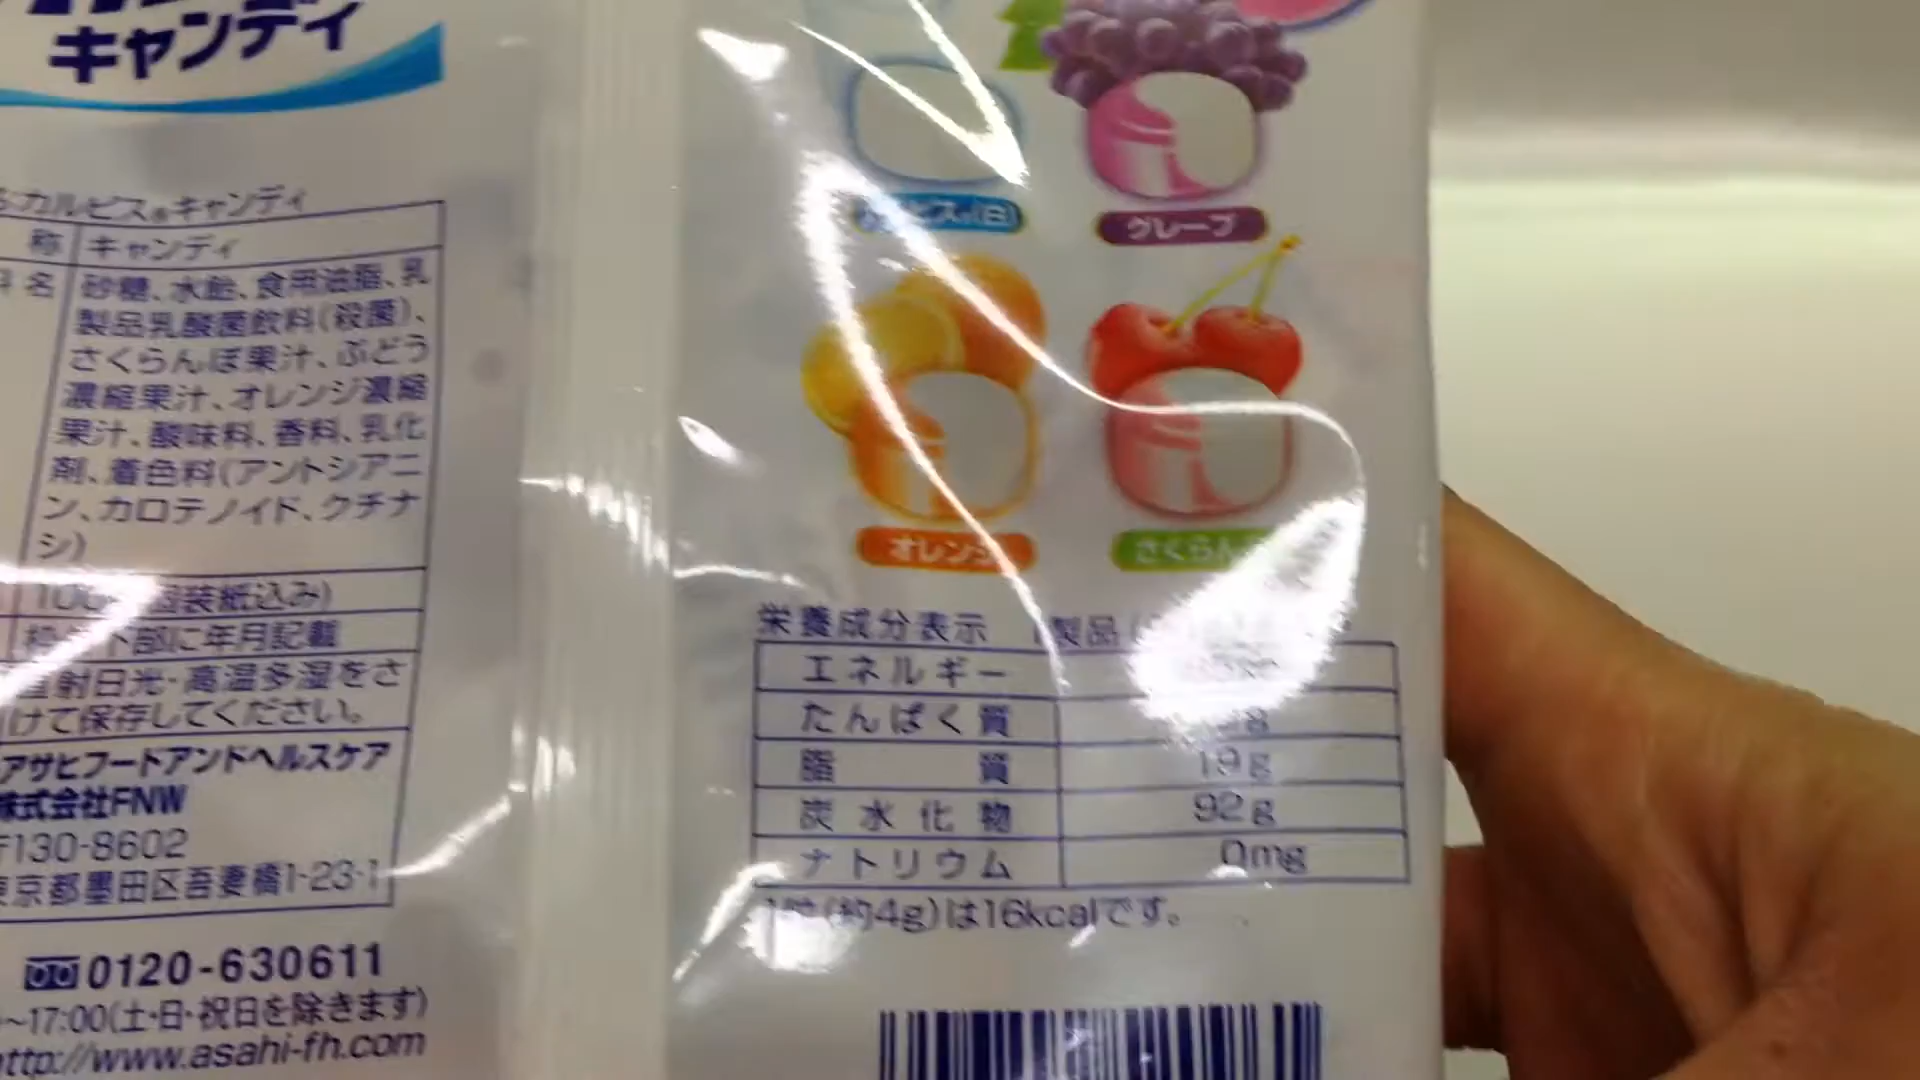 キャンディ
カルピス®キャンディ
称 キャンディ
名 砂糖、水飴、食用油脂、乳
製品乳酸菌飲料(殺菌)、
さくらんぼ果汁、ぶどう
濃縮果汁、オレンジ濃縮
果汁、酸味料、香料、乳化
剤、着色料(アントシアニ
ン、カロテノイド、クチナ
シ)
装紙込み)
下部に年月記載
直射日光・高温多湿をさ
けて保存してください。
アサヒフードアンドヘルスケア
株式会社FNW
〒130-8602
東京都墨田区吾妻橋1-23-1
0120-630611
~17:00(土・日・祝日を除きます)
http://www.asahi-fh.com
ピス®(白)
グレープ
オレンジ
さくらん
栄養成分表示 製品
エネルギー
たんぱく質
脂質 1.9g
炭水化物 92g
ナトリウム 0mg
1粒(約4g)は16kcalです。